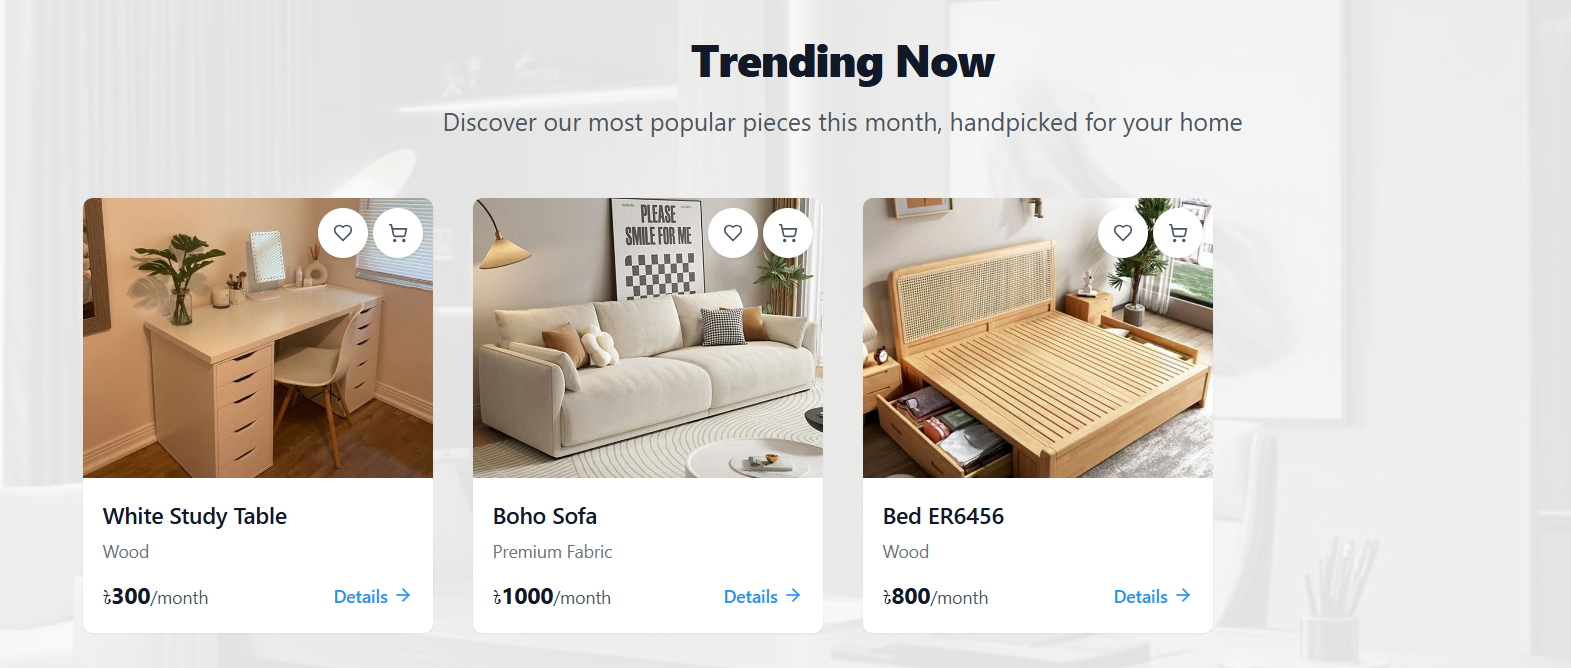 Trending Now
Discover our most popular pieces this month, handpicked for your home
PLEASE
SMILE FOR ME
White Study Table
Wood
৳300/month
Details →
Boho Sofa
Premium Fabric
৳1000/month
Details →
Bed ER6456
Wood
৳800/month
Details →